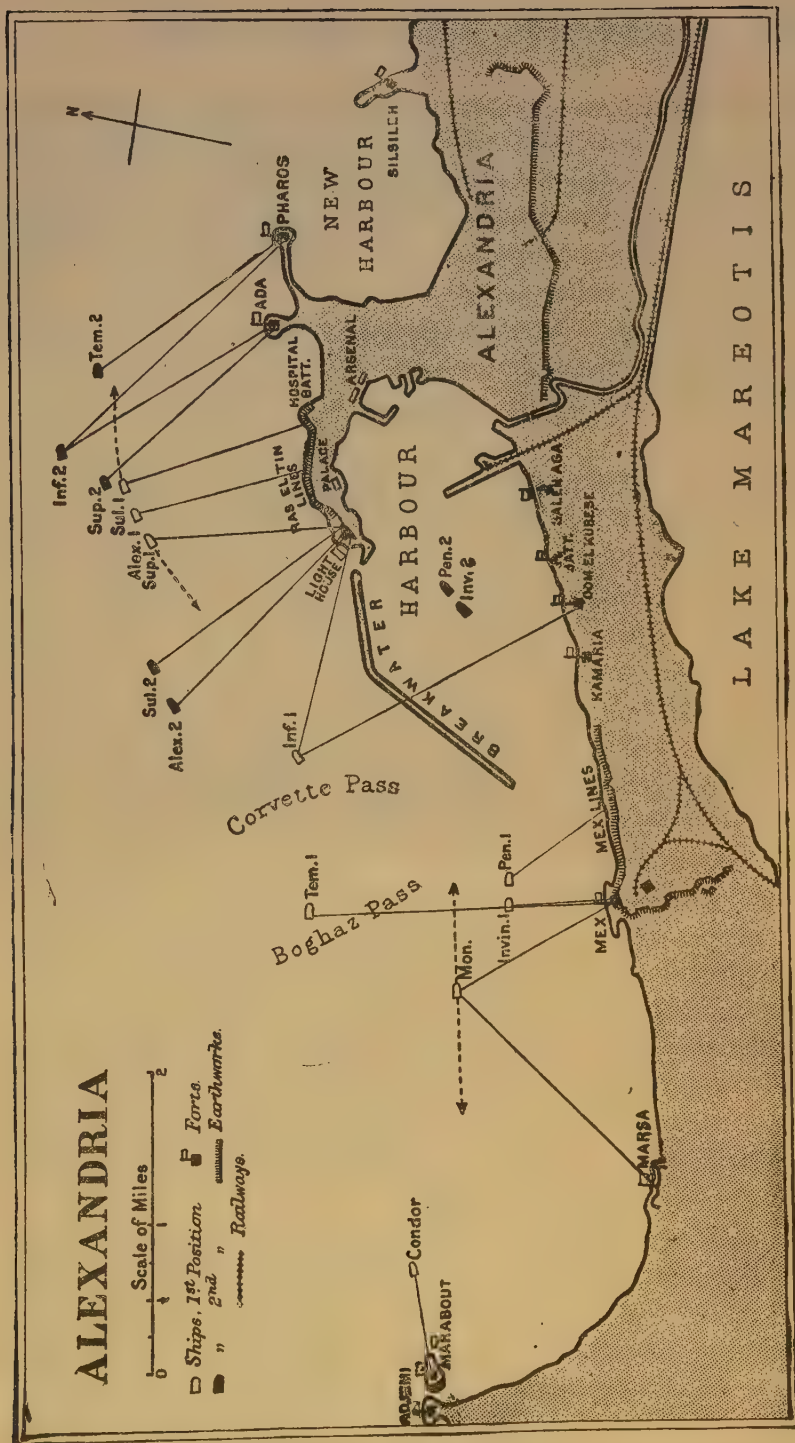 ALEXANDRIA
Scale of Miles
0 1 2
Ships, 1st Position
" 2nd "
Forts.
Earthworks.
Railways.
N
PHAROS
NEW
HARBOUR
SILSILEH
ADA
Tem.2
Inf.2
Sup.2
Sul.1
Alex.1
Sup.1
Sul.2
Alex.2
HOSPITAL
BATT.
RAS EL TIN
LINES
ARSENAL
PALACE
LIGHT
HOUSE
ALEXANDRIA
HARBOUR
BREAKWATER
Pen.2
Inv.2
Inf.1
Corvette Pass
SALEH AGA
BATT.
OOM EL KUBEBE
KAMARIA
MEX LINES
Tem.1
Boghaz Pass
Pen.1
Invin.1
Mon.
MEX
MARSA
Condor
ADJEMI
MARABOUT
LAKE MAREOTIS